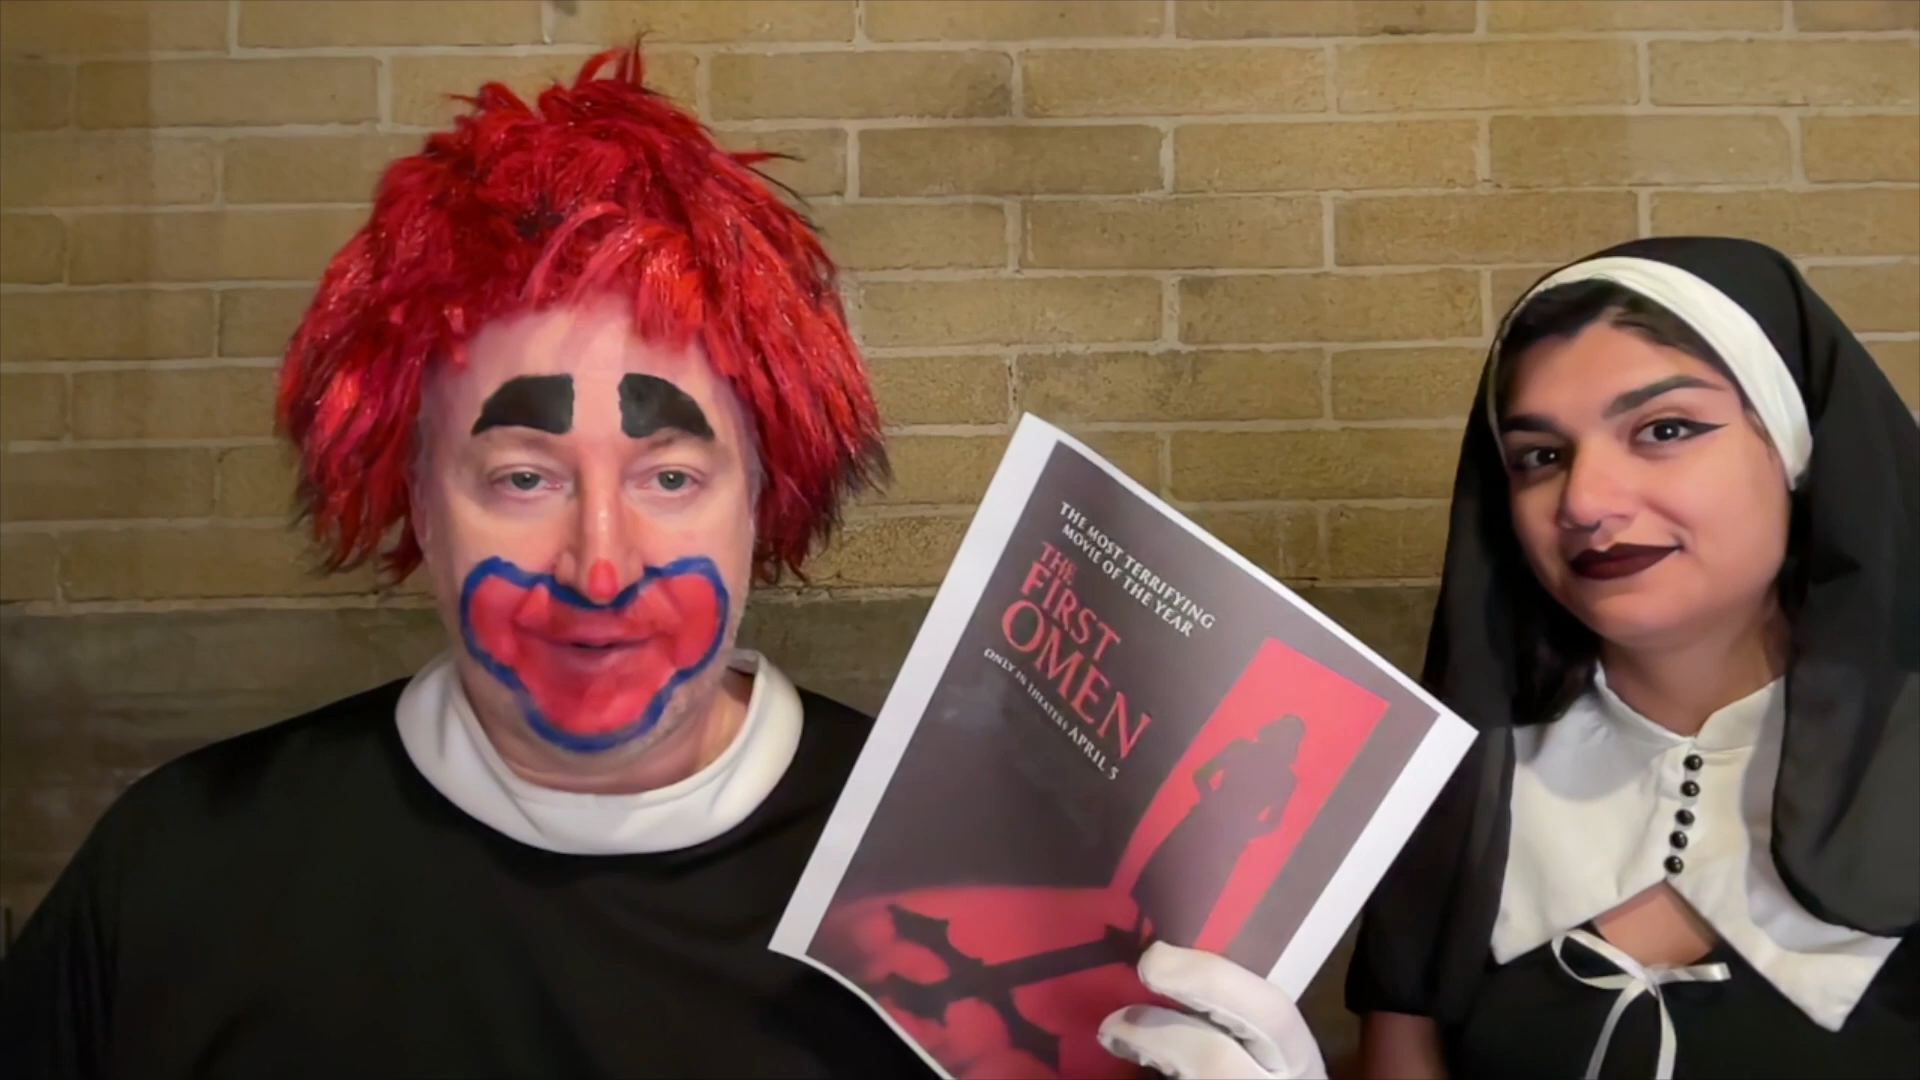 THE MOST TERRIFYING
MOVIE OF THE YEAR
THE
FIRST
OMEN
ONLY IN THEATERS APRIL 5